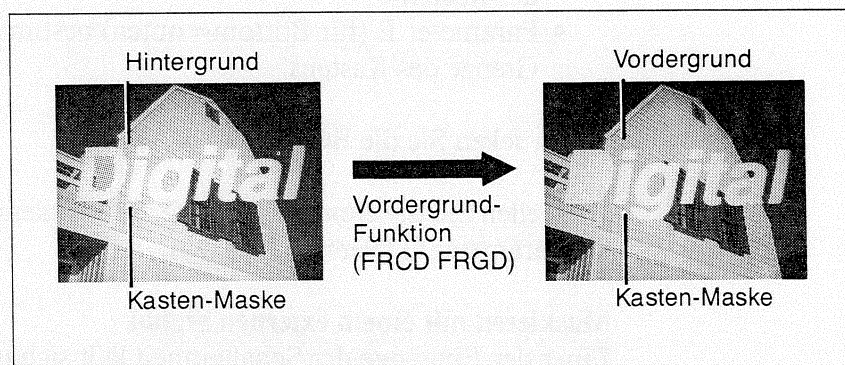 Hintergrund
Vordergrund
Digital
Digital
Vordergrund-
Funktion
(FRCD FRGD)
Kasten-Maske
Kasten-Maske